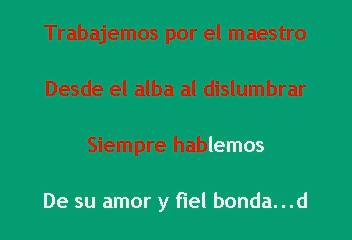 Trabajemos por el maestro
Desde el alba al dislumbrar
Siempre hablemos
De su amor y fiel bonda...d